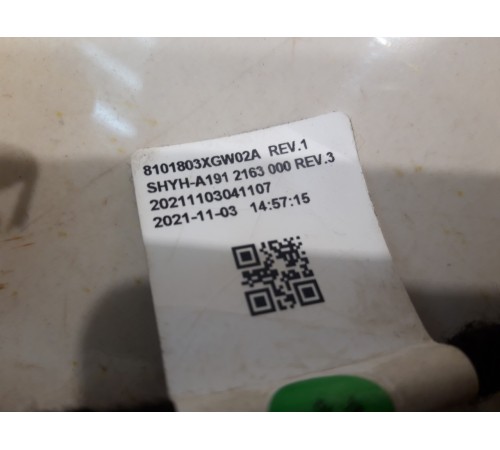 8101803XGW02A REV.1
SHYH-A191 2163 000 REV.3
20211103041107
2021-11-03 14:57:15